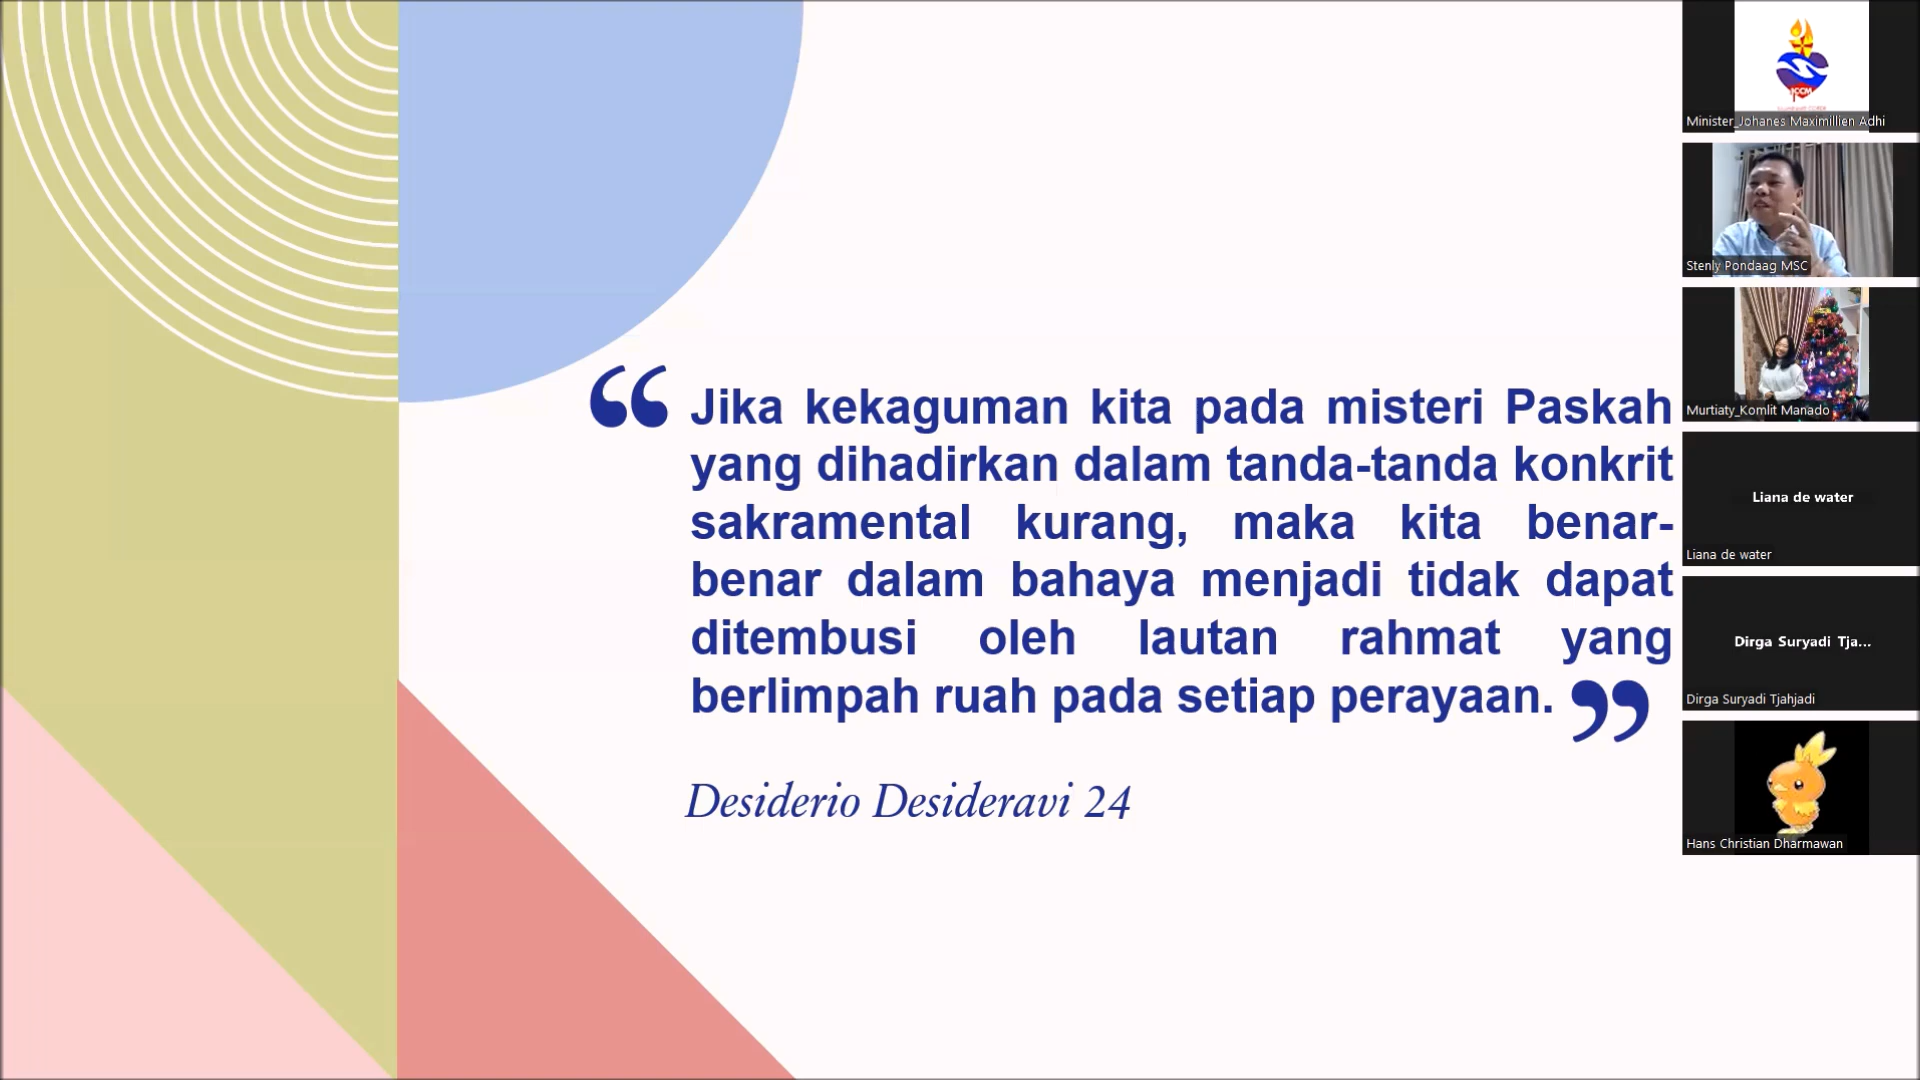 “ Jika kekaguman kita pada misteri Paskah
yang dihadirkan dalam tanda-tanda konkrit
sakramental kurang, maka kita benar-
benar dalam bahaya menjadi tidak dapat
ditembusi oleh lautan rahmat yang
berlimpah ruah pada setiap perayaan. ”
Desiderio Desideravi 24
Minister_Johanes Maximillien Adhi
Stenly Pondaag MSC
Murtiaty_Komlit Manado
Liana de water
Liana de water
Dirga Suryadi Tja...
Dirga Suryadi Tjahjadi
Hans Christian Dharmawan